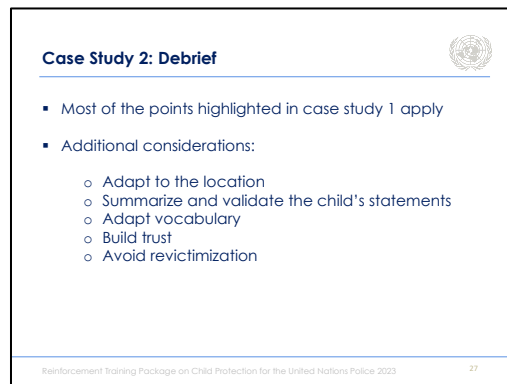 Case Study 2: Debrief
▪ Most of the points highlighted in case study 1 apply
▪ Additional considerations:
o Adapt to the location
o Summarize and validate the child's statements
o Adapt vocabulary
o Build trust
o Avoid revictimization
Reinforcement Training Package on Child Protection for the United Nations Police 2023
27